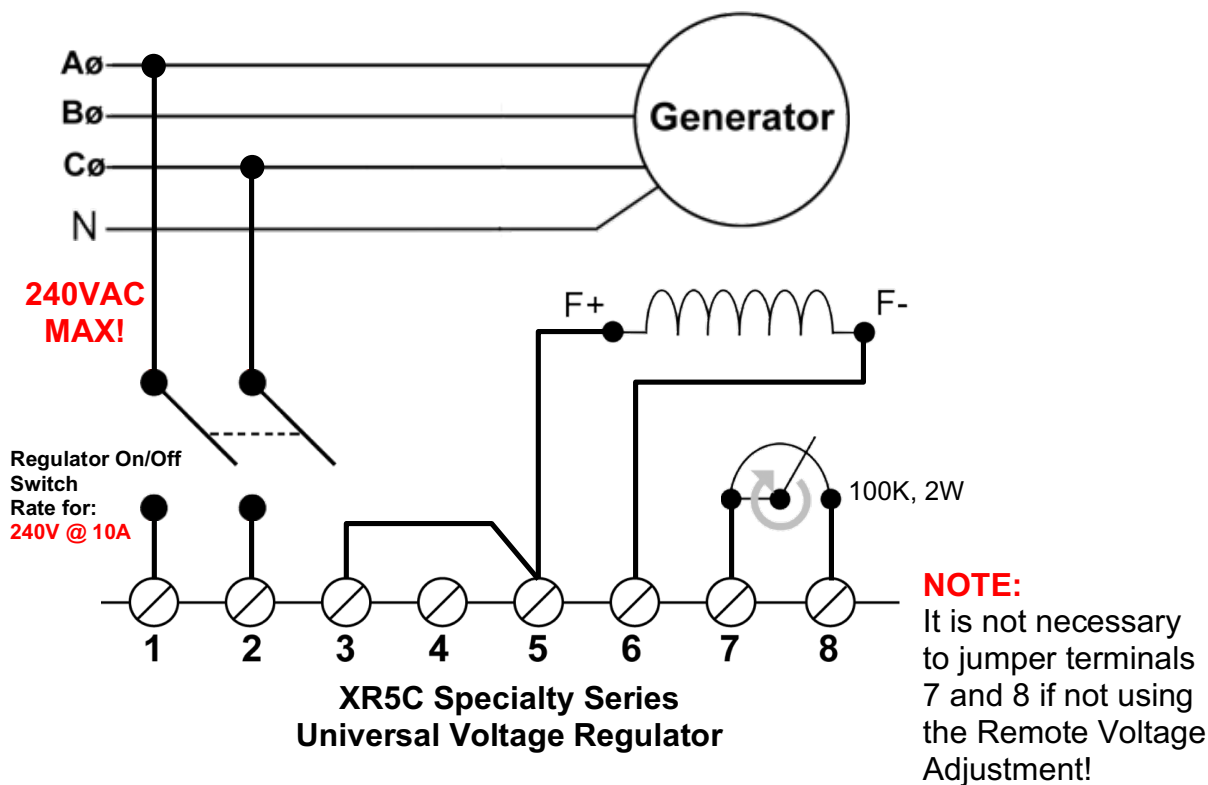 Aø
Bø
Cø
N
Generator
240VAC
MAX!
F+
F-
Regulator On/Off
Switch
Rate for:
240V @ 10A
100K, 2W
1 2 3 4 5 6 7 8
XR5C Specialty Series
Universal Voltage Regulator
NOTE:
It is not necessary
to jumper terminals
7 and 8 if not using
the Remote Voltage
Adjustment!